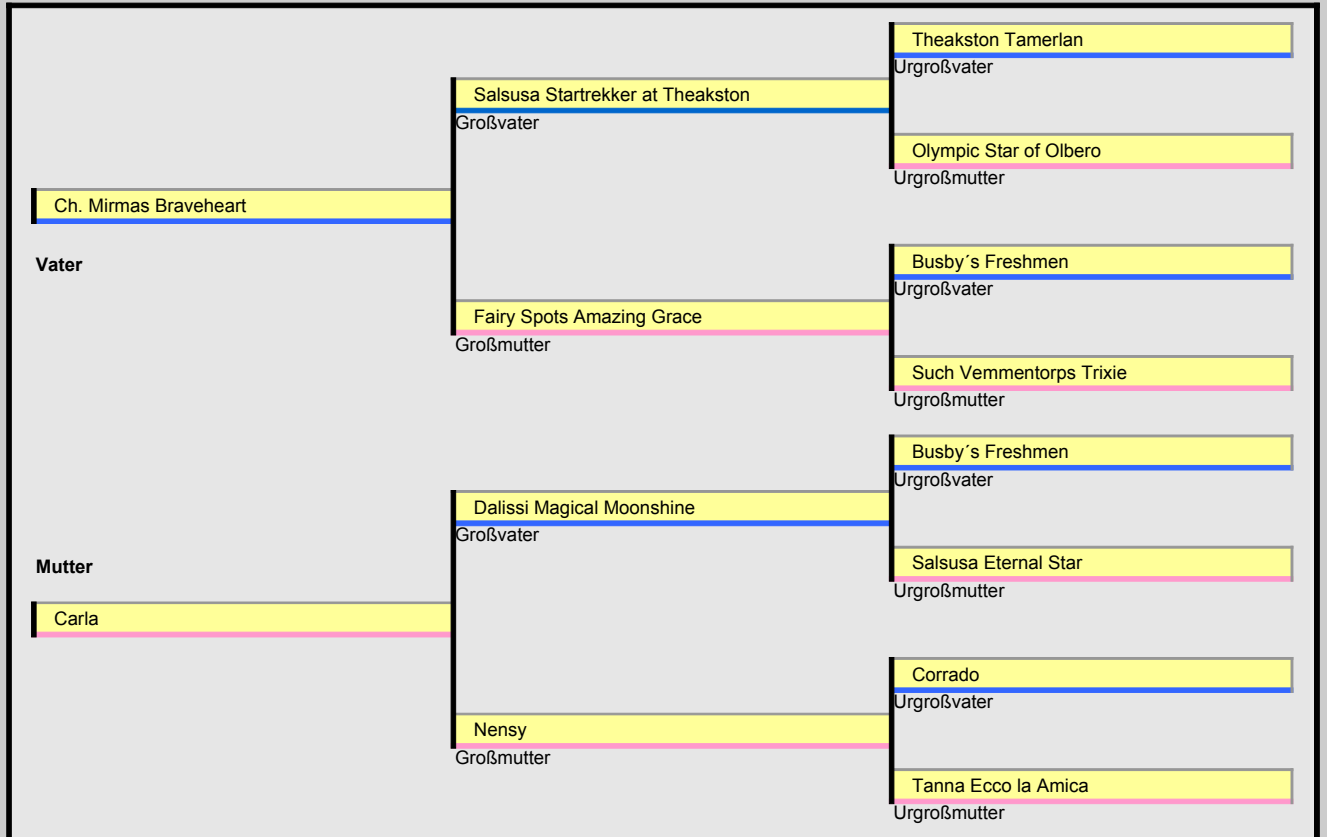 Theakston Tamerlan
Urgroßvater
Salsusa Startrekker at Theakston
Großvater
Olympic Star of Olbero
Urgroßmutter
Ch. Mirmas Braveheart
Vater
Busby´s Freshmen
Urgroßvater
Fairy Spots Amazing Grace
Großmutter
Such Vemmentorps Trixie
Urgroßmutter
Busby´s Freshmen
Urgroßvater
Dalissi Magical Moonshine
Großvater
Salsusa Eternal Star
Urgroßmutter
Mutter
Carla
Corrado
Urgroßvater
Nensy
Großmutter
Tanna Ecco la Amica
Urgroßmutter